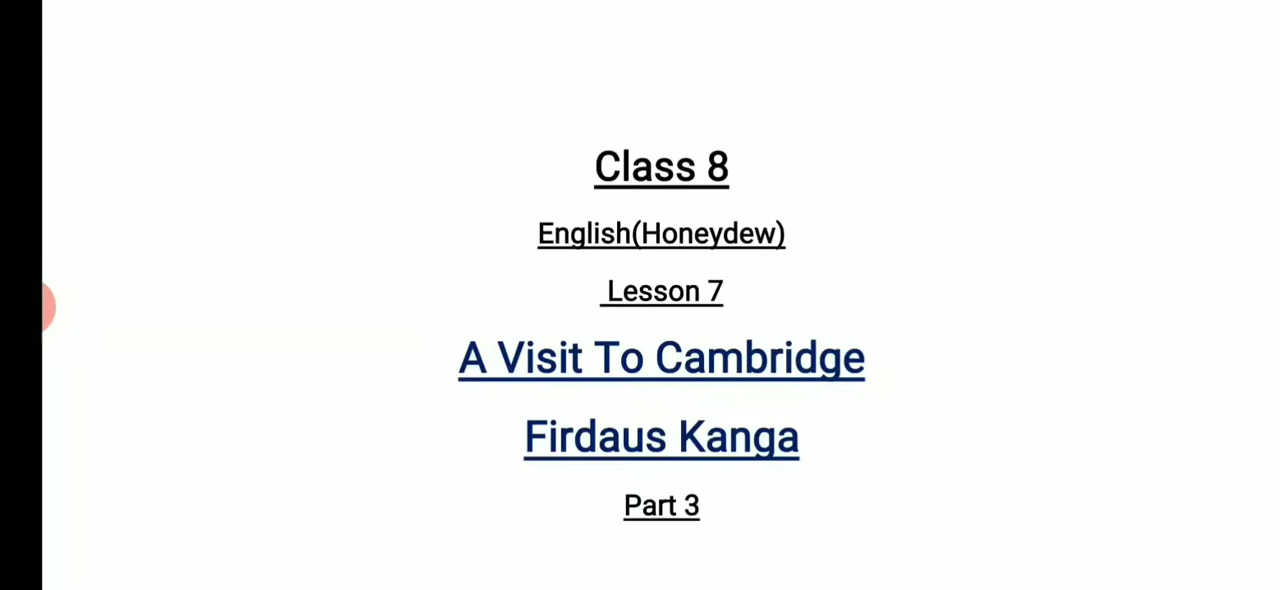 Class 8
English(Honeydew)
Lesson 7
A Visit To Cambridge
Firdaus Kanga
Part 3